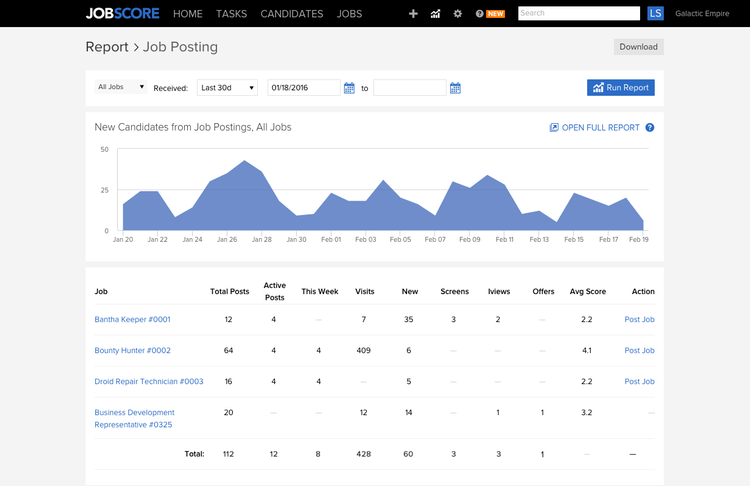 JOBSCORE HOME TASKS CANDIDATES JOBS NEW Search LS Galactic Empire
Report > Job Posting Download
All Jobs Received: Last 30d 01/18/2016 to Run Report
New Candidates from Job Postings, All Jobs OPEN FULL REPORT ?
50
25
0
Jan 20 Jan 22 Jan 24 Jan 26 Jan 28 Jan 30 Feb 01 Feb 03 Feb 05 Feb 07 Feb 09 Feb 11 Feb 13 Feb 15 Feb 17 Feb 19
Job Total Posts Active Posts This Week Visits New Screens Iviews Offers Avg Score Action
Bantha Keeper #0001 12 4 — 7 35 3 2 — 2.2 Post Job
Bounty Hunter #0002 64 4 4 409 6 — — — 4.1 Post Job
Droid Repair Technician #0003 16 4 4 — 5 — — — 2.2 Post Job
Business Development 20 — — 12 14 — 1 1 3.2 —
Representative #0325
Total: 112 12 8 428 60 3 3 1 — —